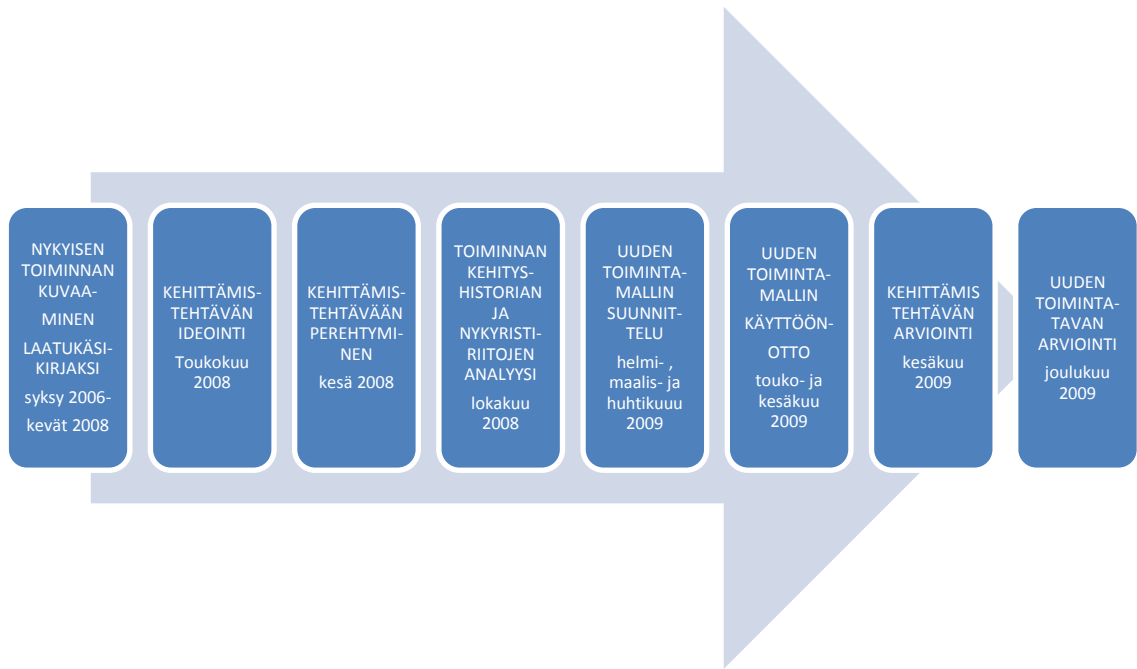 NYKYISEN
TOIMINNAN
KUVAA-
MINEN
LAATUKÄSI-
KIRJAKSI
syksy 2006-
kevät 2008
KEHITTÄMIS-
TEHTÄVÄN
IDEOINTI
Toukokuu
2008
KEHITTÄMIS-
TEHTÄVÄÄN
PEREHTYMI-
NEN
kesä 2008
TOIMINNAN
KEHITYS-
HISTORIAN
JA
NYKYRISTI-
RIITOJEN
ANALYYSI
lokakuu
2008
UUDEN
TOIMINTA-
MALLIN
SUUNNIT-
TELU
helmi- ,
maalis- ja
huhtikuuu
2009
UUDEN
TOIMINTA-
MALLIN
KÄYTTÖÖN-
OTTO
touko- ja
kesäkuu
2009
KEHITTÄMIS
TEHTÄVÄN
ARVIOINTI
kesäkuu
2009
UUDEN
TOIMINTA-
TAVAN
ARVIOINTI
joulukuu
2009